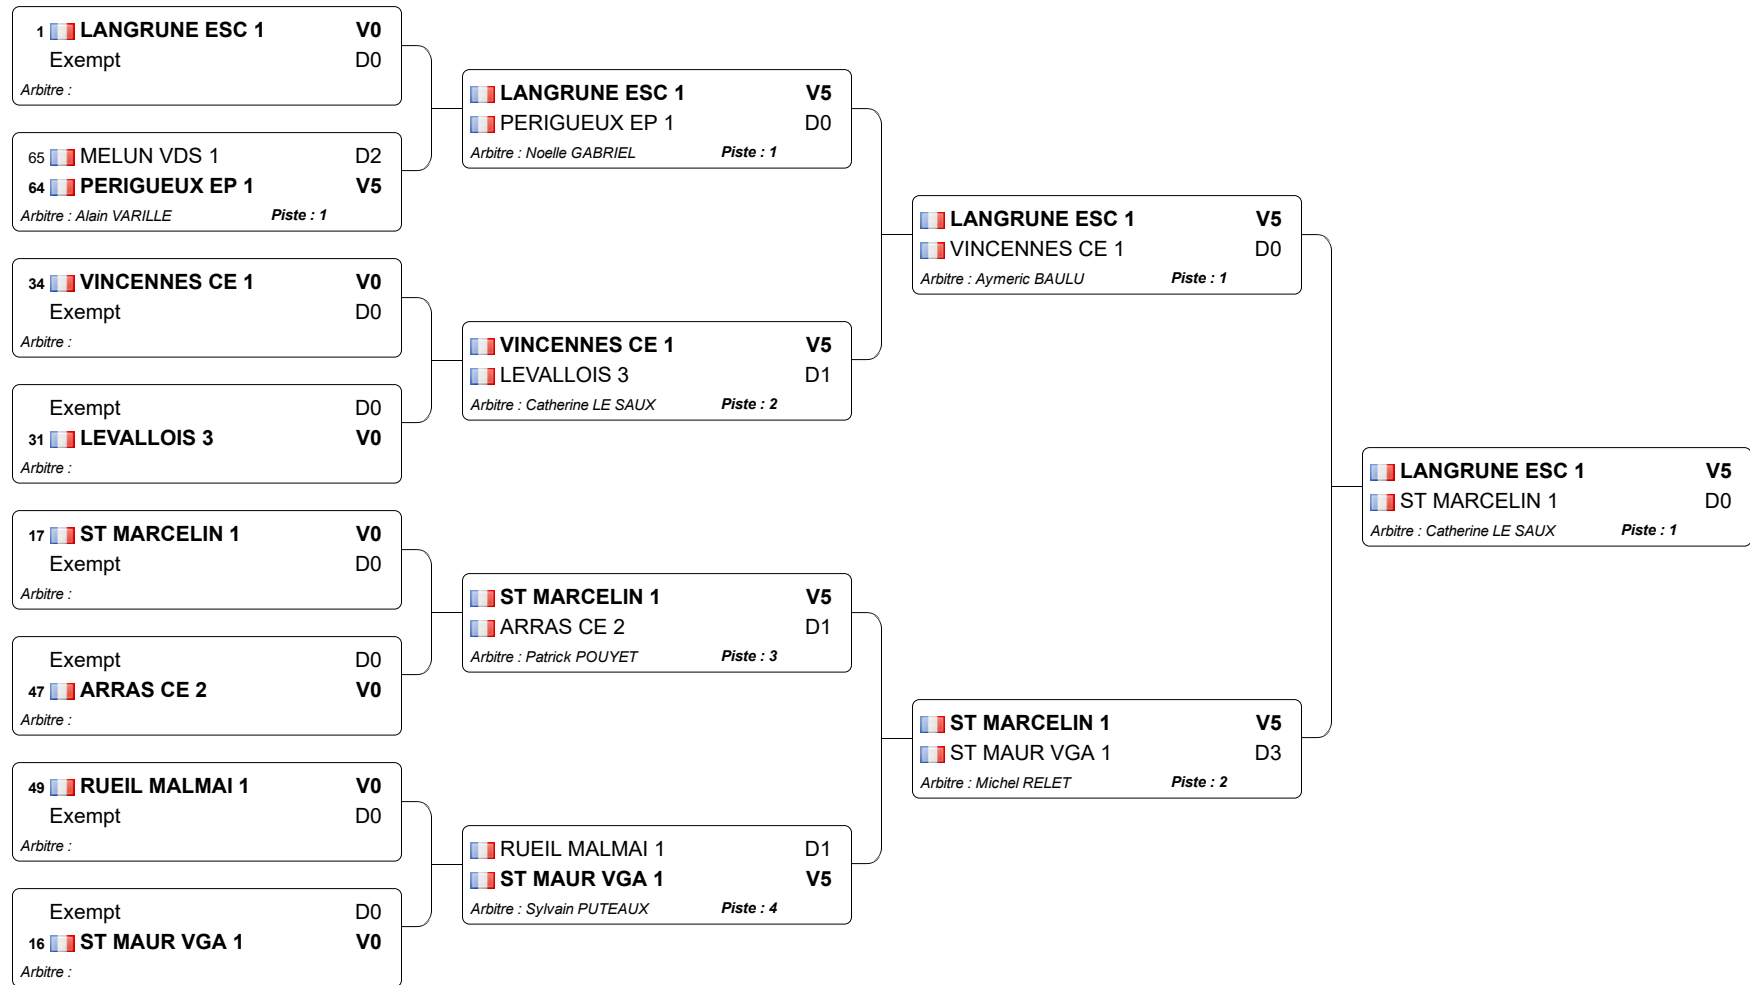 1 LANGRUNE ESC 1 V0
Exempt D0
Arbitre :
65 MELUN VDS 1 D2
64 PERIGUEUX EP 1 V5
Arbitre : Alain VARILLE Piste : 1
34 VINCENNES CE 1 V0
Exempt D0
Arbitre :
Exempt D0
31 LEVALLOIS 3 V0
Arbitre :
17 ST MARCELIN 1 V0
Exempt D0
Arbitre :
Exempt D0
47 ARRAS CE 2 V0
Arbitre :
49 RUEIL MALMAI 1 V0
Exempt D0
Arbitre :
Exempt D0
16 ST MAUR VGA 1 V0
Arbitre :
LANGRUNE ESC 1 V5
PERIGUEUX EP 1 D0
Arbitre : Noelle GABRIEL Piste : 1
VINCENNES CE 1 V5
LEVALLOIS 3 D1
Arbitre : Catherine LE SAUX Piste : 2
ST MARCELIN 1 V5
ARRAS CE 2 D1
Arbitre : Patrick POUYET Piste : 3
RUEIL MALMAI 1 D1
ST MAUR VGA 1 V5
Arbitre : Sylvain PUTEAUX Piste : 4
LANGRUNE ESC 1 V5
VINCENNES CE 1 D0
Arbitre : Aymeric BAULU Piste : 1
ST MARCELIN 1 V5
ST MAUR VGA 1 D3
Arbitre : Michel RELET Piste : 2
LANGRUNE ESC 1 V5
ST MARCELIN 1 D0
Arbitre : Catherine LE SAUX Piste : 1